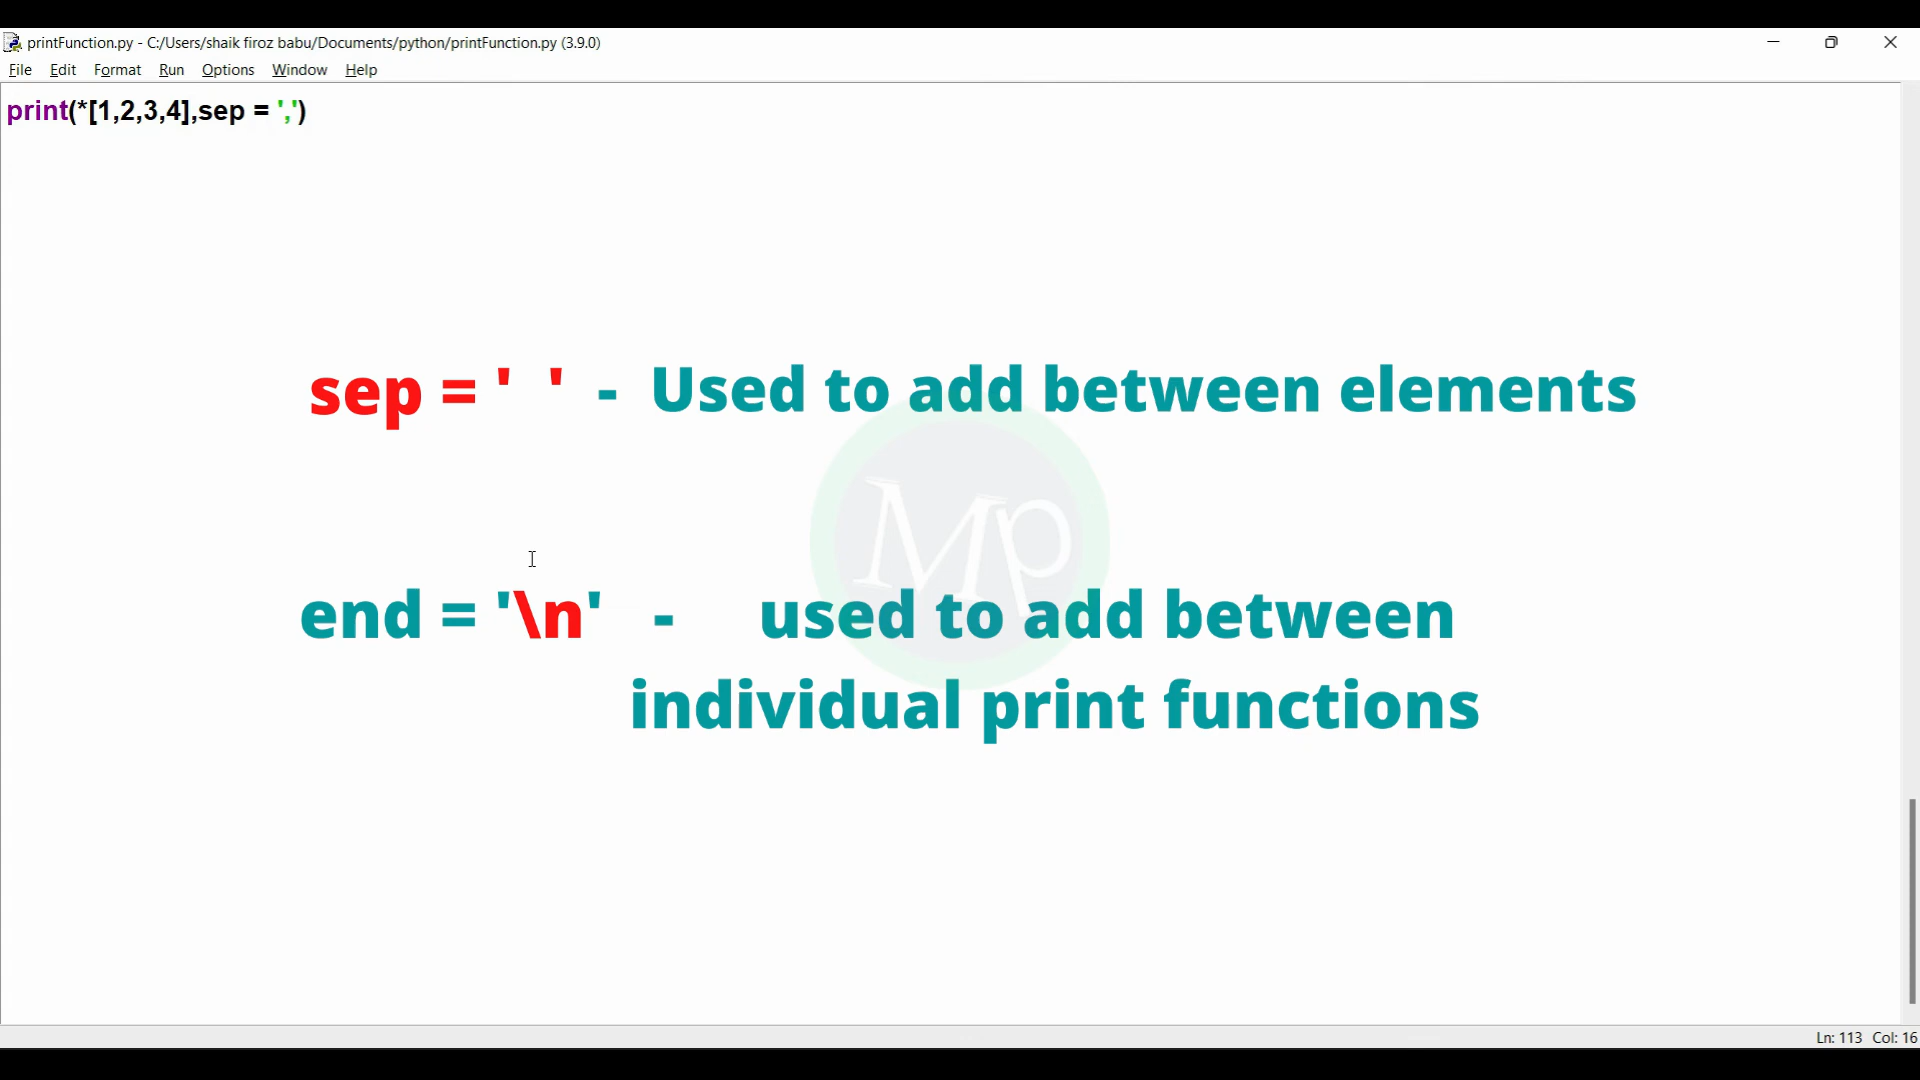 printFunction.py - C:/Users/shaik firoz babu/Documents/python/printFunction.py (3.9.0)
File Edit Format Run Options Window Help
print(*[1,2,3,4],sep = ',')
sep = '  ' - Used to add between elements
Mp
end = '\n' - used to add between
individual print functions
Ln: 113 Col: 16